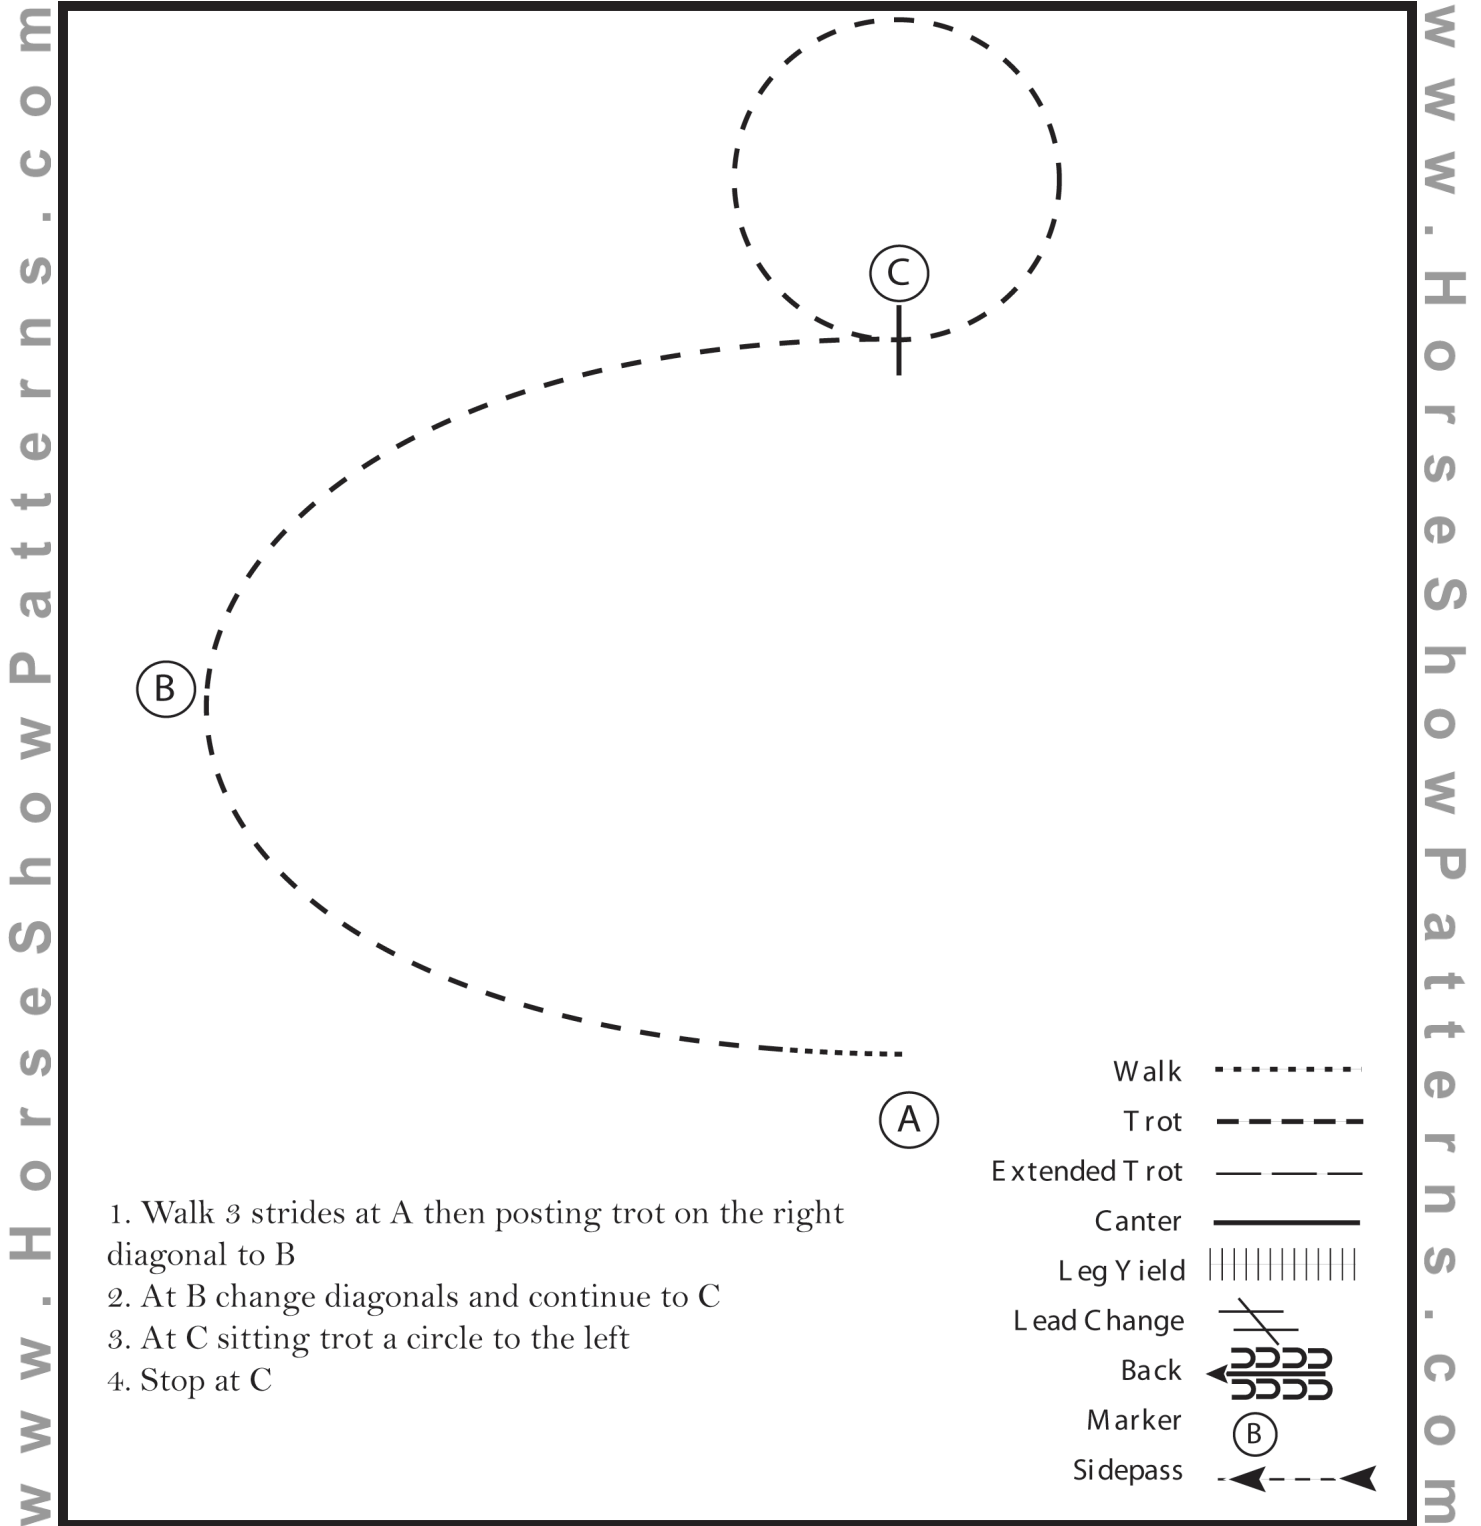 www.HorseShowPatterns.com
C
B
A
Walk
Trot
Extended Trot
Canter
Leg Yield
Lead Change
Back
Marker
B
Sidepass
1. Walk 3 strides at A then posting trot on the right
diagonal to B
2. At B change diagonals and continue to C
3. At C sitting trot a circle to the left
4. Stop at C
www.HorseShowPatterns.com